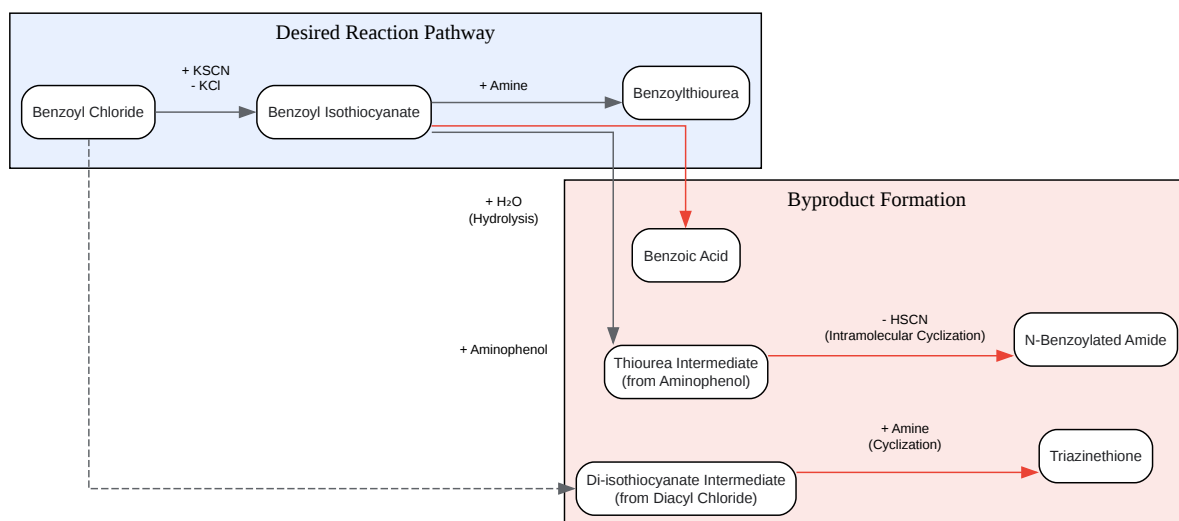 Desired Reaction Pathway
+ KSCN
- KCl
+ Amine
Benzoyl Chloride
Benzoyl Isothiocyanate
Benzoylthiourea
+ H₂O
(Hydrolysis)
Byproduct Formation
Benzoic Acid
+ Aminophenol
- HSCN
(Intramolecular Cyclization)
N-Benzoylated Amide
Thiourea Intermediate
(from Aminophenol)
+ Amine
(Cyclization)
Triazinethione
Di-isothiocyanate Intermediate
(from Diacyl Chloride)